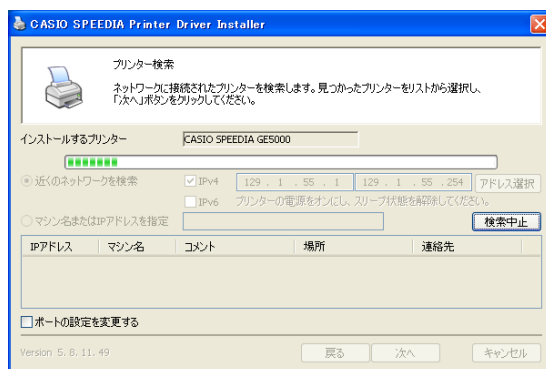 CASIO SPEEDIA Printer Driver Installer
プリンター検索
ネットワークに接続されたプリンターを検索します。見つかったプリンターをリストから選択し、
「次へ」ボタンをクリックしてください。
インストールするプリンター CASIO SPEEDIA GE5000
近くのネットワークを検索 IPv4 129 . 1 . 55 . 1 129 . 1 . 55 .254 アドレス選択
IPv6 プリンターの電源をオンにし、スリープ状態を解除してください。
マシン名またはIPアドレスを指定 検索中止
IPアドレス マシン名 コメント 場所 連絡先
ポートの設定を変更する
Version 5. 8. 11. 49 戻る 次へ キャンセル